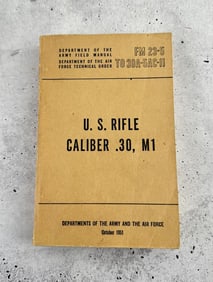 DEPARTMENT OF THE
ARMY FIELD MANUAL
FM 23-5
DEPARTMENT OF THE AIR
FORCE TECHNICAL ORDER
TO 39A-5AC-11
U. S. RIFLE
CALIBER .30, M1
DEPARTMENTS OF THE ARMY AND THE AIR FORCE
October 1951